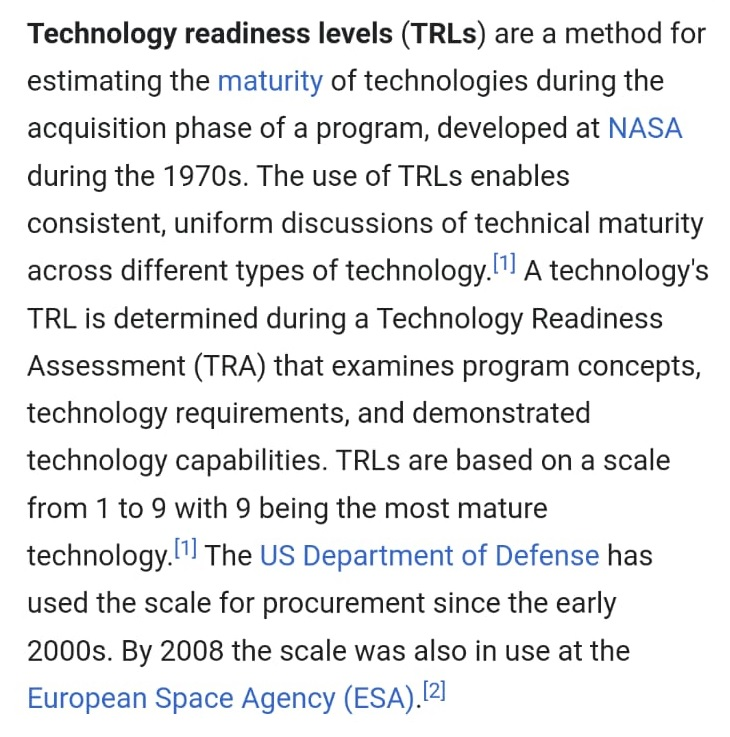 Technology readiness levels (TRLs) are a method for
estimating the maturity of technologies during the
acquisition phase of a program, developed at NASA
during the 1970s. The use of TRLs enables
consistent, uniform discussions of technical maturity
across different types of technology.[1] A technology's
TRL is determined during a Technology Readiness
Assessment (TRA) that examines program concepts,
technology requirements, and demonstrated
technology capabilities. TRLs are based on a scale
from 1 to 9 with 9 being the most mature
technology.[1] The US Department of Defense has
used the scale for procurement since the early
2000s. By 2008 the scale was also in use at the
European Space Agency (ESA).[2]